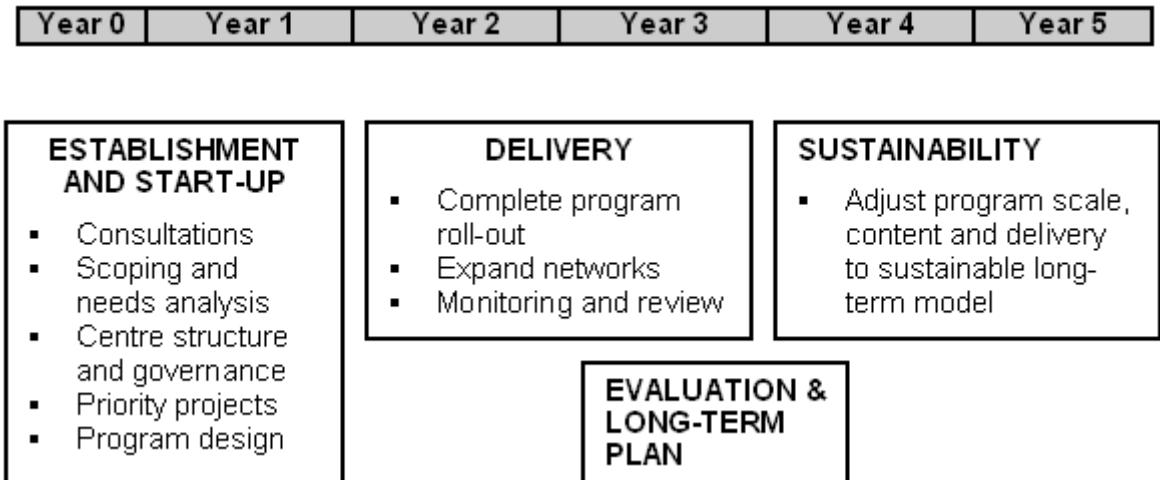 Year 0 Year 1 Year 2 Year 3 Year 4 Year 5
ESTABLISHMENT
AND START-UP
▪ Consultations
▪ Scoping and
needs analysis
▪ Centre structure
and governance
▪ Priority projects
▪ Program design
DELIVERY
▪ Complete program
roll-out
▪ Expand networks
▪ Monitoring and review
SUSTAINABILITY
▪ Adjust program scale,
content and delivery
to sustainable long-
term model
EVALUATION &
LONG-TERM
PLAN